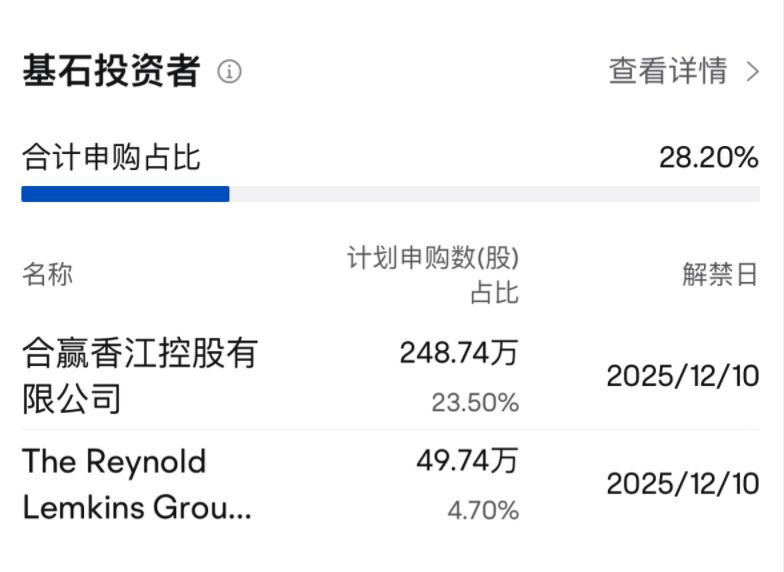 基石投资者
查看详情
合计申购占比 28.20%
名称 计划申购数(股) 解禁日
占比
合赢香江控股有 248.74万
限公司 23.50% 2025/12/10
The Reynold 49.74万
Lemkins Grou... 4.70% 2025/12/10